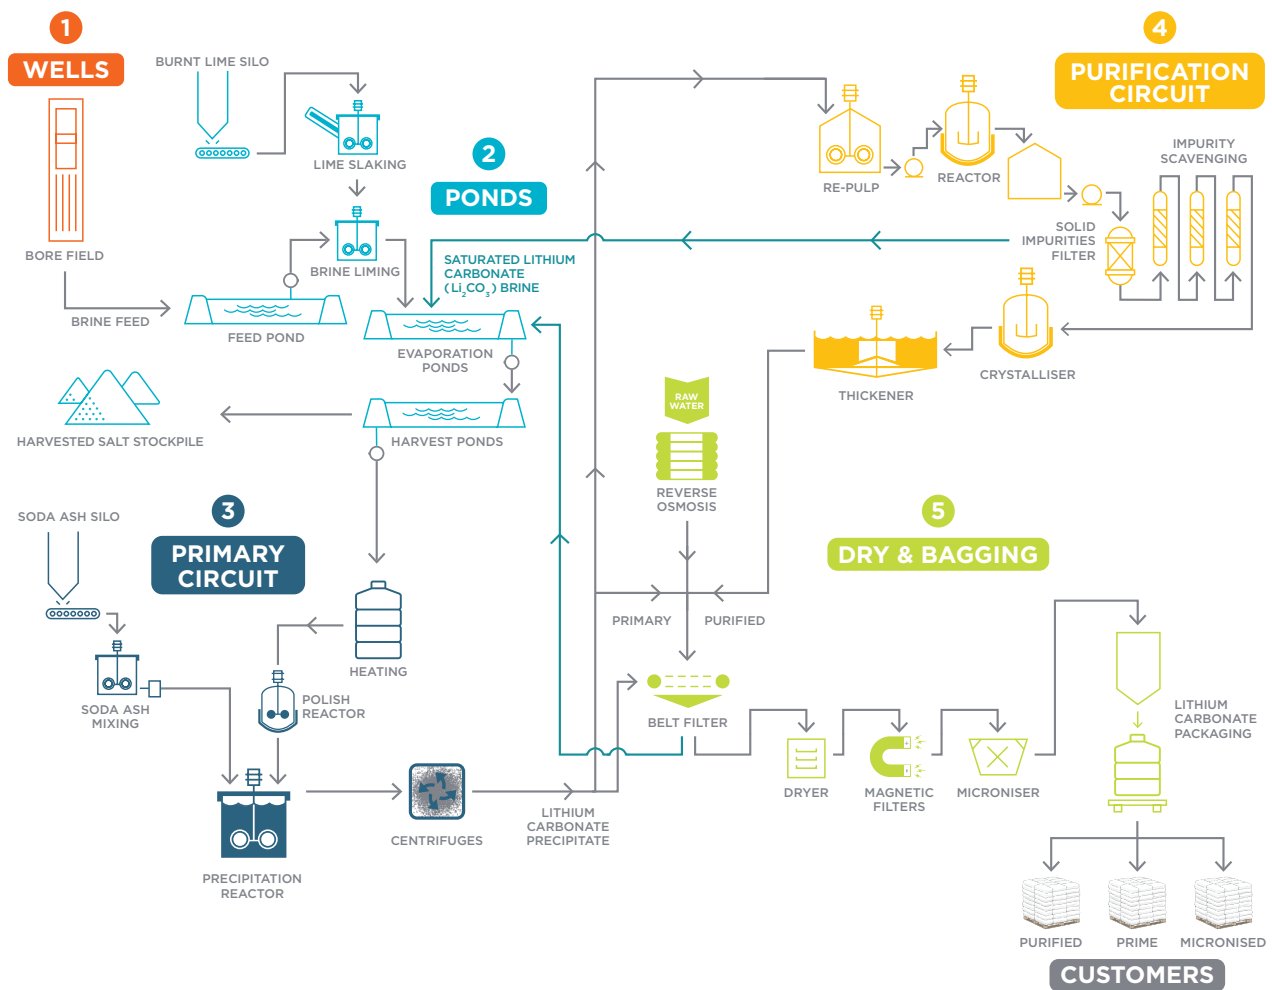 1
WELLS
BORE FIELD
BRINE FEED
BURNT LIME SILO
LIME SLAKING
BRINE LIMING
FEED POND
2
PONDS
SATURATED LITHIUM
CARBONATE
(Li2CO3) BRINE
EVAPORATION
PONDS
HARVEST PONDS
HARVESTED SALT STOCKPILE
3
PRIMARY
CIRCUIT
SODA ASH SILO
SODA ASH
MIXING
HEATING
POLISH
REACTOR
PRECIPITATION
REACTOR
CENTRIFUGES
LITHIUM
CARBONATE
PRECIPITATE
4
PURIFICATION
CIRCUIT
RE-PULP
REACTOR
IMPURITY
SCAVENGING
SOLID
IMPURITIES
FILTER
CRYSTALLISER
THICKENER
RAW
WATER
REVERSE
OSMOSIS
PRIMARY
PURIFIED
BELT FILTER
5
DRY & BAGGING
DRYER
MAGNETIC
FILTERS
MICRONISER
LITHIUM
CARBONATE
PACKAGING
PURIFIED
PRIME
MICRONISED
CUSTOMERS